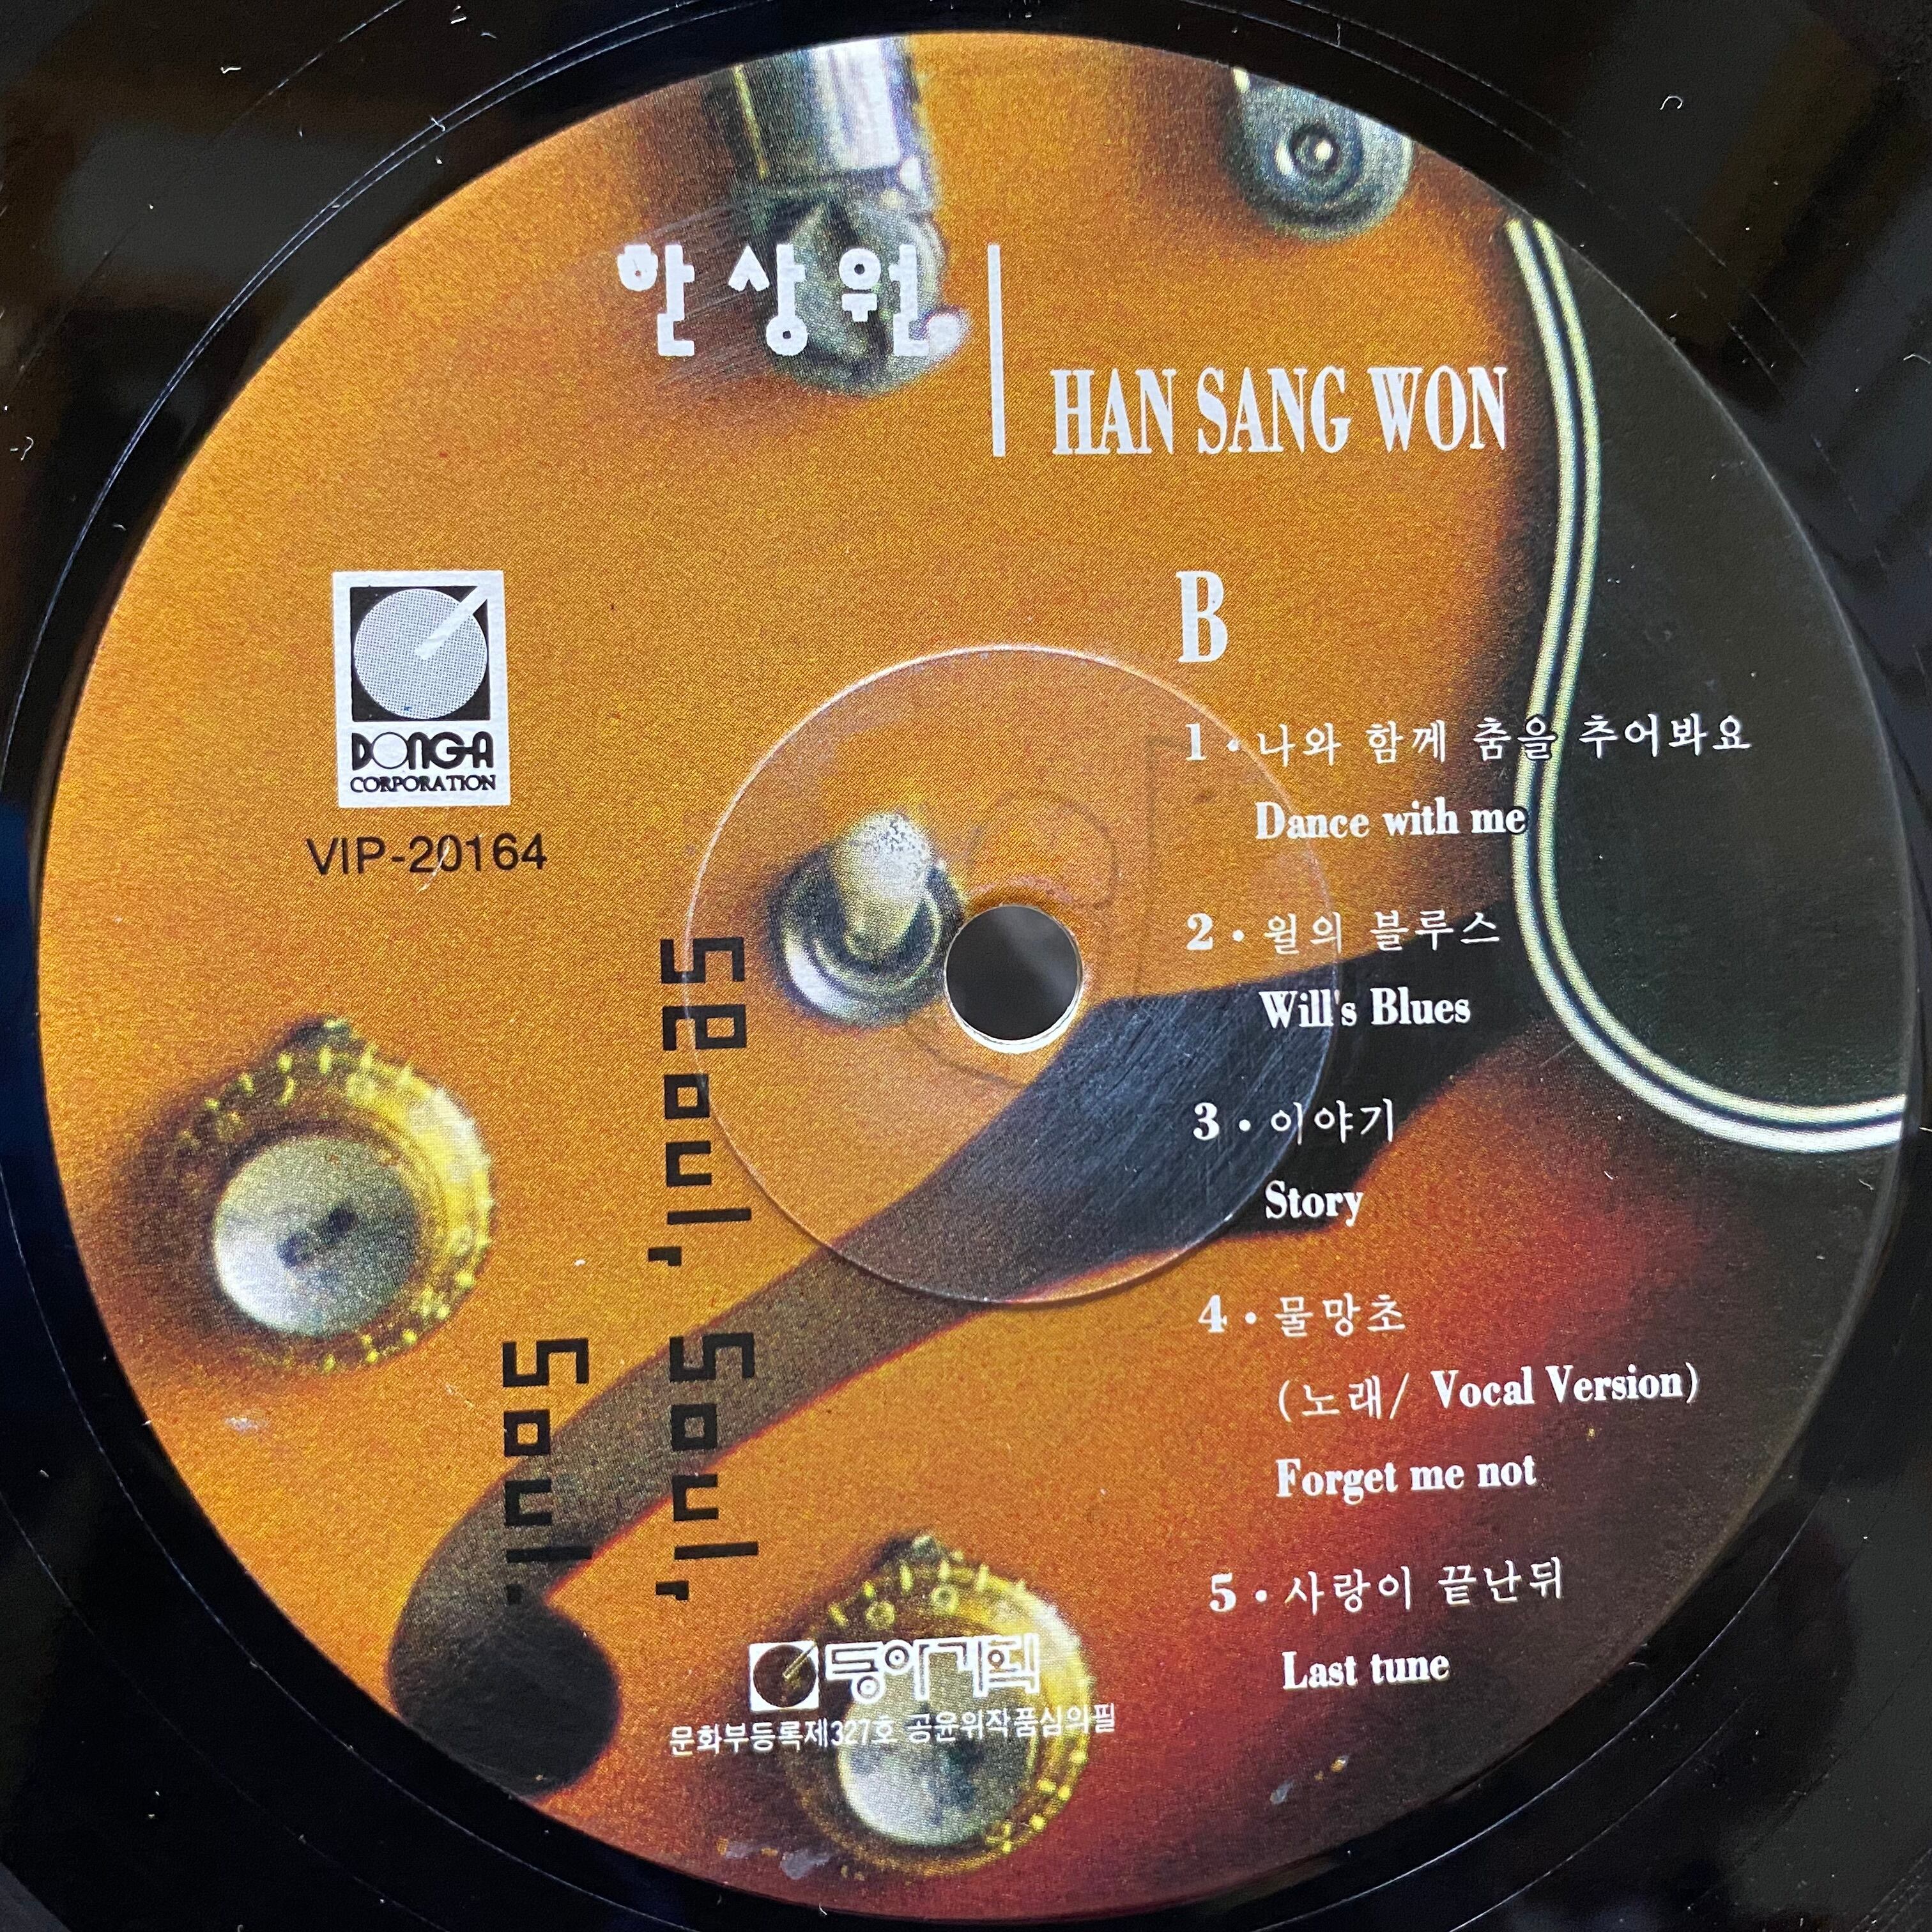 한상원
HAN SANG WON
DONG-A
CORPORATION
VIP-20164
B
1・나와 함께 춤을 추어봐요
Dance with me
2・윌의 블루스
Will's Blues
3・이야기
Story
4・물망초
(노래/ Vocal Version)
Forget me not
5・사랑이 끝난뒤
Last tune
Seoul, Soul,
Soul.
동아기획
문화부등록제327호 공윤위작품심의필